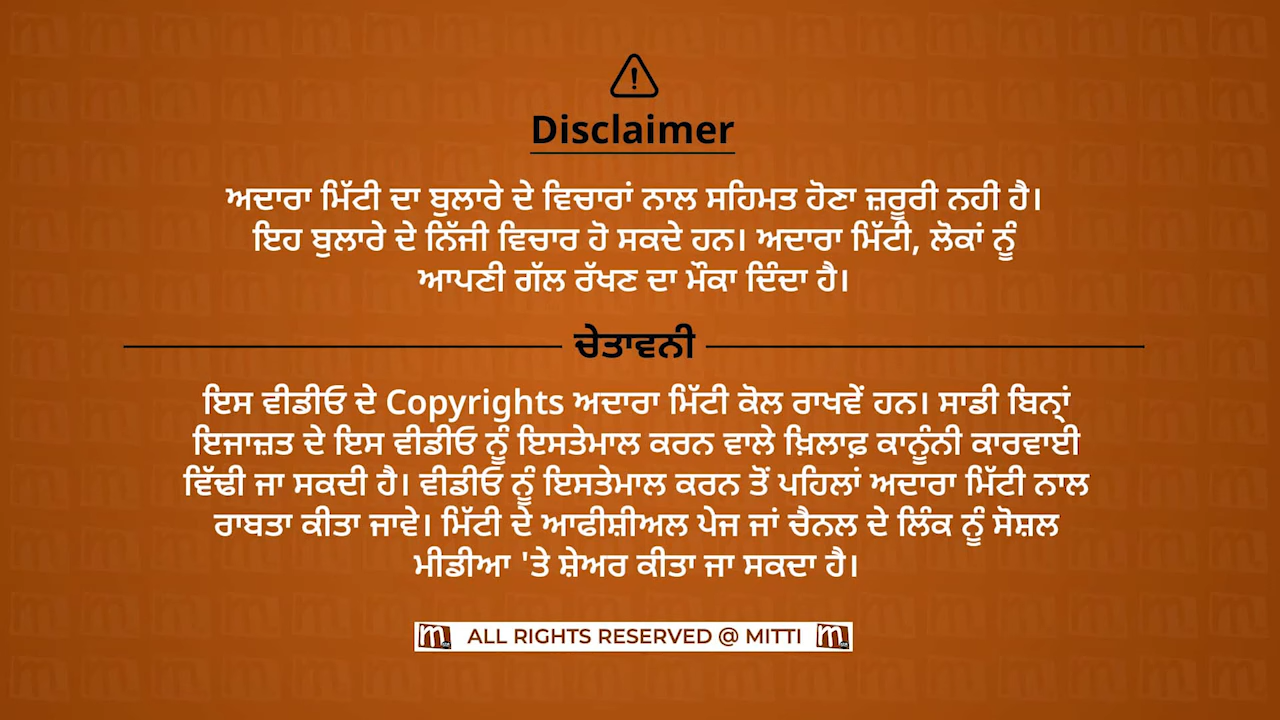 Disclaimer
ਅਦਾਰਾ ਮਿੱਟੀ ਦਾ ਬੁਲਾਰੇ ਦੇ ਵਿਚਾਰਾਂ ਨਾਲ ਸਹਿਮਤ ਹੋਣਾ ਜ਼ਰੂਰੀ ਨਹੀ ਹੈ।
ਇਹ ਬੁਲਾਰੇ ਦੇ ਨਿੱਜੀ ਵਿਚਾਰ ਹੋ ਸਕਦੇ ਹਨ। ਅਦਾਰਾ ਮਿੱਟੀ, ਲੋਕਾਂ ਨੂੰ
ਆਪਣੀ ਗੱਲ ਰੱਖਣ ਦਾ ਮੌਕਾ ਦਿੰਦਾ ਹੈ।
ਚੇਤਾਵਨੀ
ਇਸ ਵੀਡੀਓ ਦੇ Copyrights ਅਦਾਰਾ ਮਿੱਟੀ ਕੋਲ ਰਾਖਵੇਂ ਹਨ। ਸਾਡੀ ਬਿਨ੍ਹਾਂ
ਇਜਾਜ਼ਤ ਦੇ ਇਸ ਵੀਡੀਓ ਨੂੰ ਇਸਤੇਮਾਲ ਕਰਨ ਵਾਲੇ ਖ਼ਿਲਾਫ਼ ਕਾਨੂੰਨੀ ਕਾਰਵਾਈ
ਵਿੱਢੀ ਜਾ ਸਕਦੀ ਹੈ। ਵੀਡੀਓ ਨੂੰ ਇਸਤੇਮਾਲ ਕਰਨ ਤੋਂ ਪਹਿਲਾਂ ਅਦਾਰਾ ਮਿੱਟੀ ਨਾਲ
ਰਾਬਤਾ ਕੀਤਾ ਜਾਵੇ। ਮਿੱਟੀ ਦੇ ਆਫੀਸ਼ੀਅਲ ਪੇਜ ਜਾਂ ਚੈਨਲ ਦੇ ਲਿੰਕ ਨੂੰ ਸੋਸ਼ਲ
ਮੀਡੀਆ 'ਤੇ ਸ਼ੇਅਰ ਕੀਤਾ ਜਾ ਸਕਦਾ ਹੈ।
ALL RIGHTS RESERVED @ MITTI